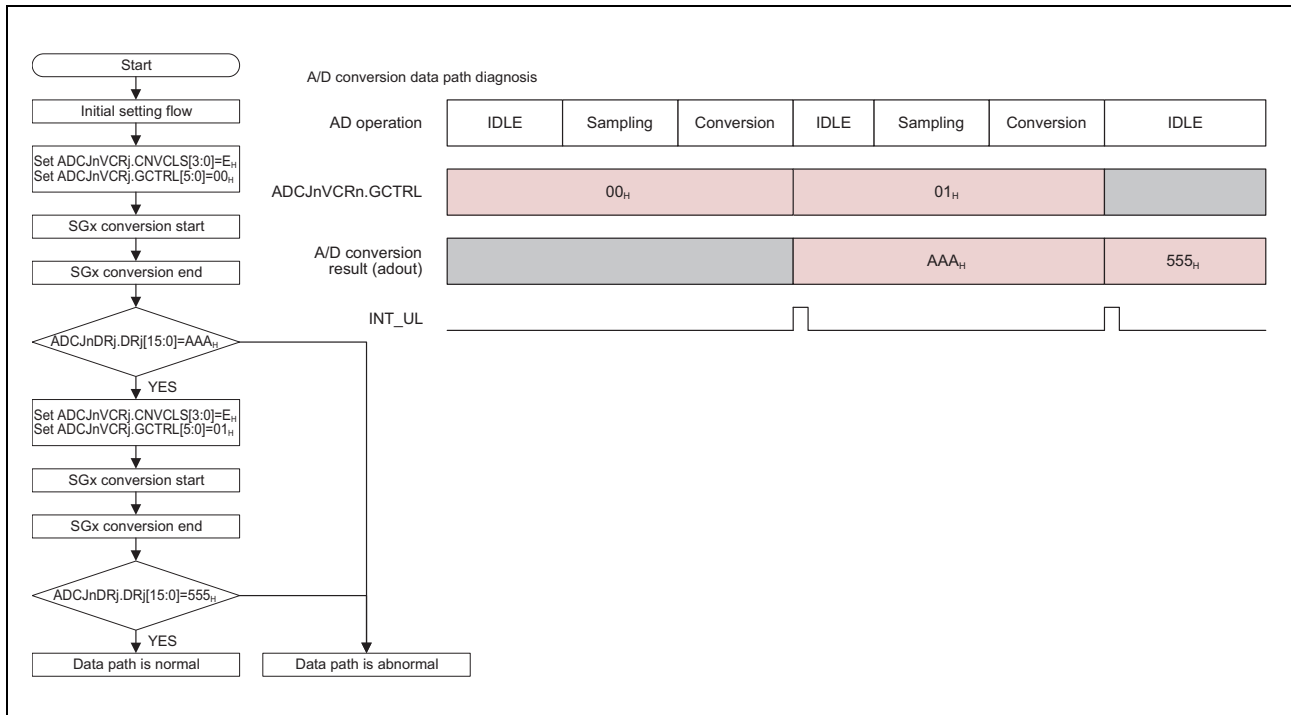 Start
Initial setting flow
Set ADCJnVCRj.CNVCLS[3:0]=EH
Set ADCJnVCRj.GCTRL[5:0]=00H
SGx conversion start
SGx conversion end
ADCJnDRj.DRj[15:0]=AAAH
YES
Set ADCJnVCRj.CNVCLS[3:0]=EH
Set ADCJnVCRj.GCTRL[5:0]=01H
SGx conversion start
SGx conversion end
ADCJnDRj.DRj[15:0]=555H
YES
Data path is normal
Data path is abnormal
A/D conversion data path diagnosis
AD operation IDLE Sampling Conversion IDLE Sampling Conversion IDLE
ADCJnVCRn.GCTRL 00H 01H
A/D conversion
result (adout) AAAH 555H
INT_UL